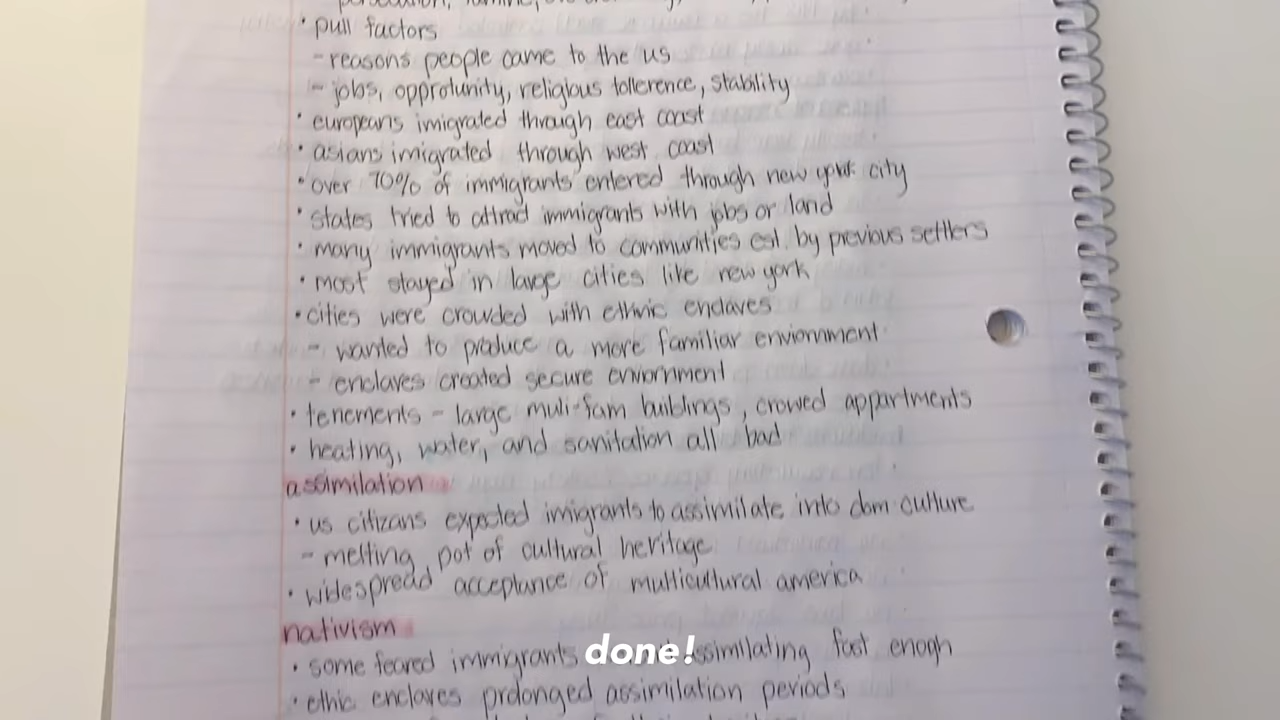 famine,
• pull factors
- reasons people came to the us
- jobs, opprotunity, religious tollerence, stability
• europeans imigrated through east coast
• asians imigrated through west coast
• over 70% of immigrants entered through new york city
• states tried to attract immigrants with jobs or land
• many immigrants moved to communities est. by previous settlers
• most stayed in large cities like new york
• cities were crowded with ethnic enclaves
- wanted to produce a more familiar enviornment
- enclaves created secure enviornment
• tenements - large muli-fam builings, crowed appartments
• heating, water, and sanitation all bad
assimilation
• us citizans expected imigrants to assimilate into dom culture
- melting pot of cultural heritage
• widespread acceptance of multicultural america
nativism
• some feared immigrants assimilating fast enogh
done!
• ethic enclaves prolonged assimilation periods